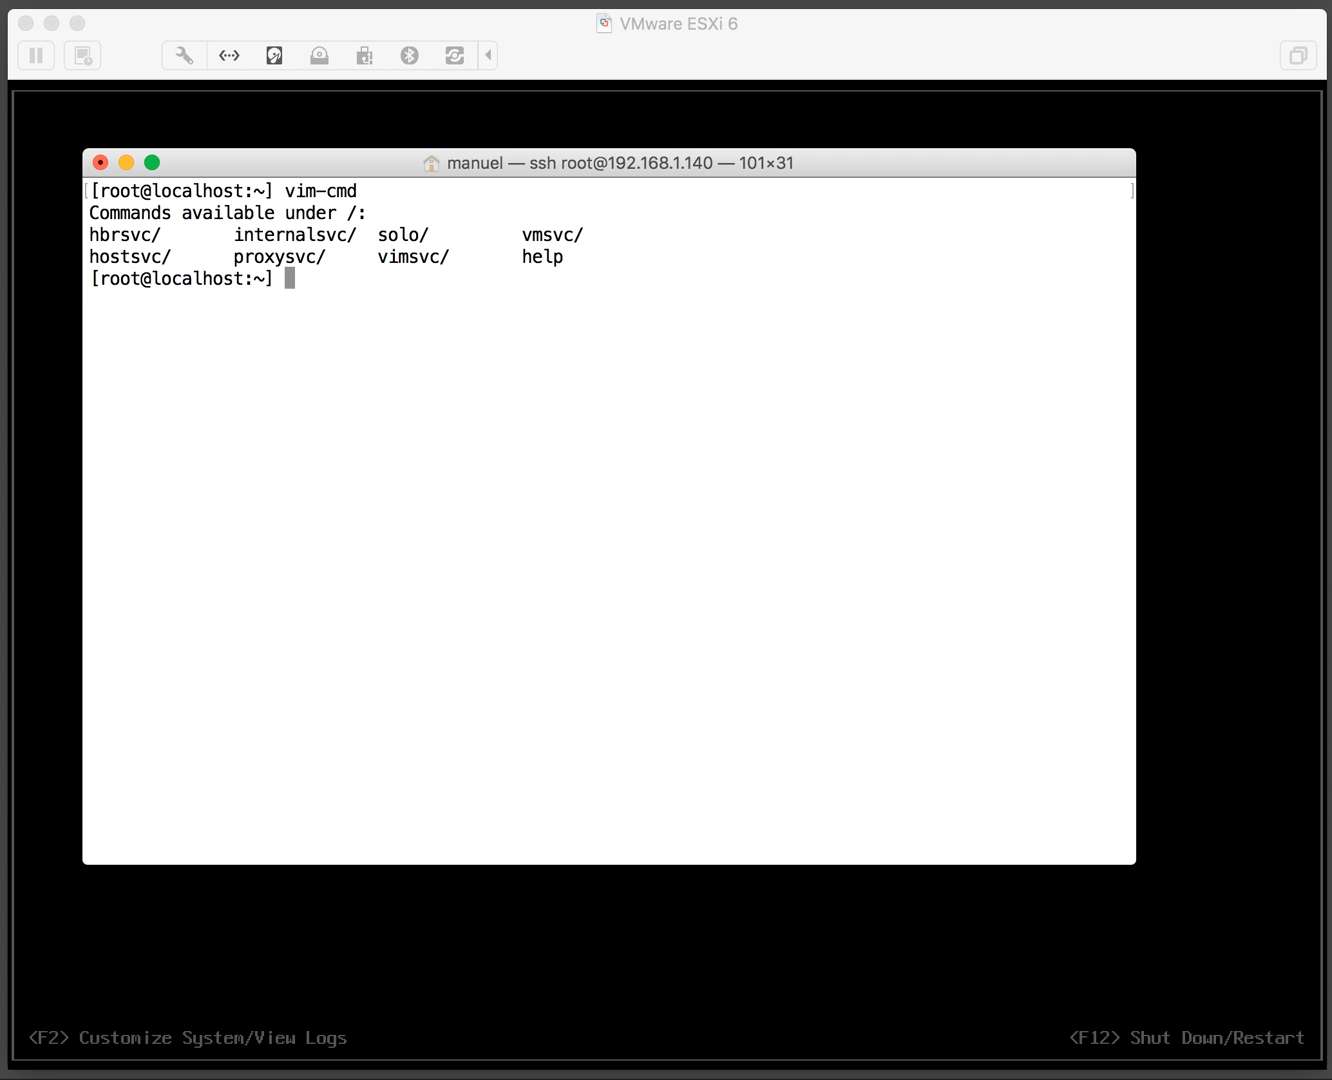 VMware ESXi 6
manuel — ssh root@192.168.1.140 — 101×31
[[root@localhost:~] vim-cmd ]
Commands available under /:
hbrsvc/ internalsvc/ solo/ vmsvc/
hostsvc/ proxysvc/ vimsvc/ help
[root@localhost:~]
<F2> Customize System/View Logs <F12> Shut Down/Restart